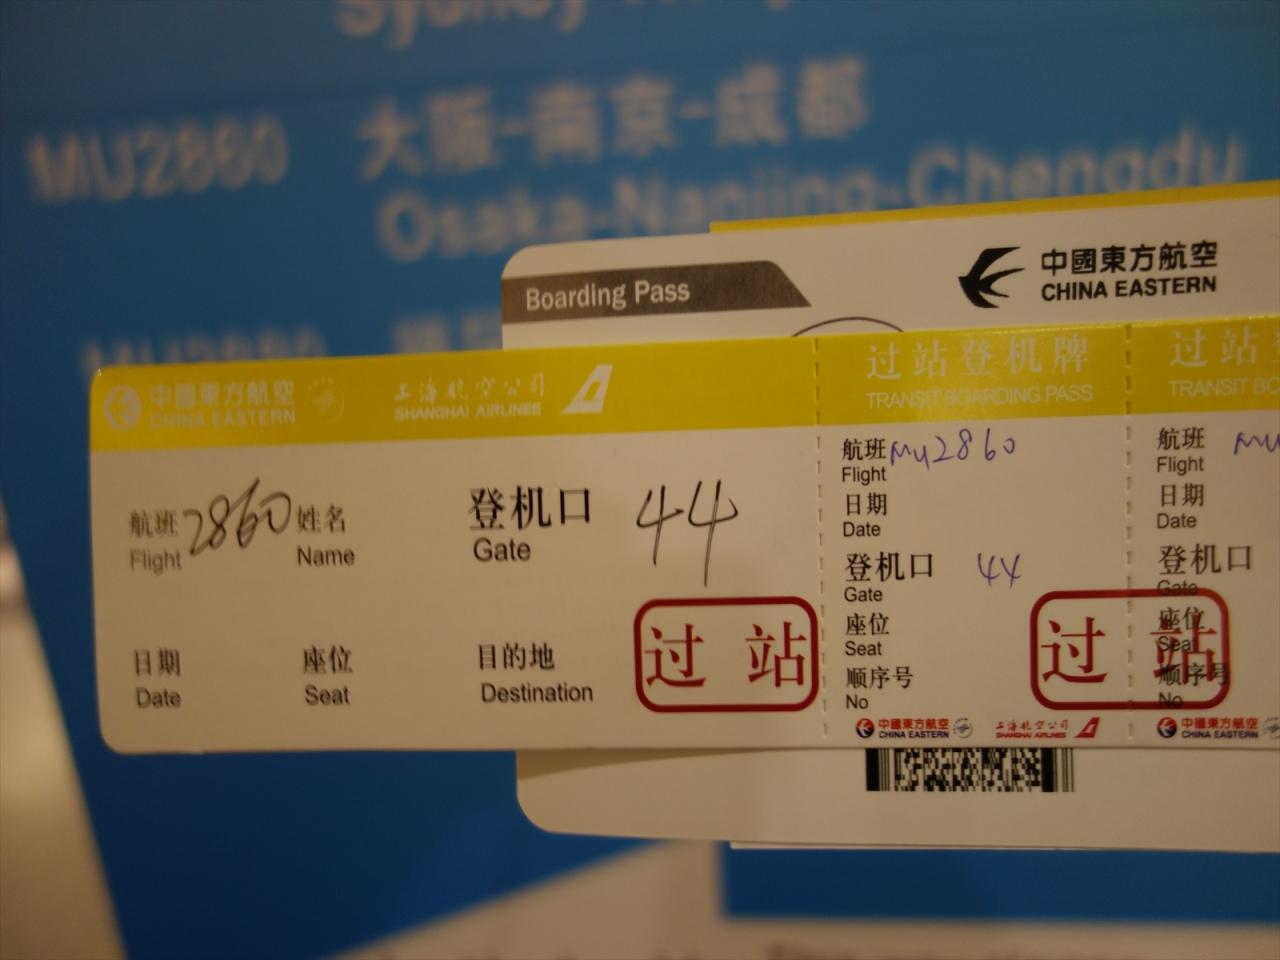 Sydney
MU2860 大阪-南京-成都
Osaka-Nanjing-Chengdu
Boarding Pass
中國東方航空
CHINA EASTERN
中國東方航空
CHINA EASTERN
上海航空公司
SHANGHAI AIRLINES
过站登机牌
TRANSIT BOARDING PASS
过站
TRANSIT BO
航班 2860 姓名
Flight Name
登机口 44
Gate
日期 座位 目的地
Date Seat Destination
过站
航班 MU2860
Flight
日期
Date
登机口 44
Gate
座位
Seat
顺序号
No
中國東方航空
CHINA EASTERN
上海航空公司
SHANGHAI AIRLINES
过站
航班 MU
Flight
日期
Date
登机口
Gate
座位
Seat
顺序号
No
中國東方航空
CHINA EASTERN